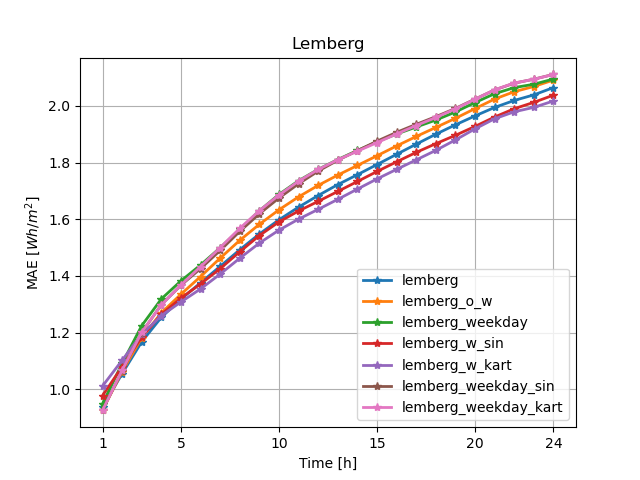 Lemberg
MAE [Wh/m²]
2.0
1.8
1.6
1.4
1.2
1.0
lemberg
lemberg_o_w
lemberg_weekday
lemberg_w_sin
lemberg_w_kart
lemberg_weekday_sin
lemberg_weekday_kart
1 5 10 15 20 24
Time [h]